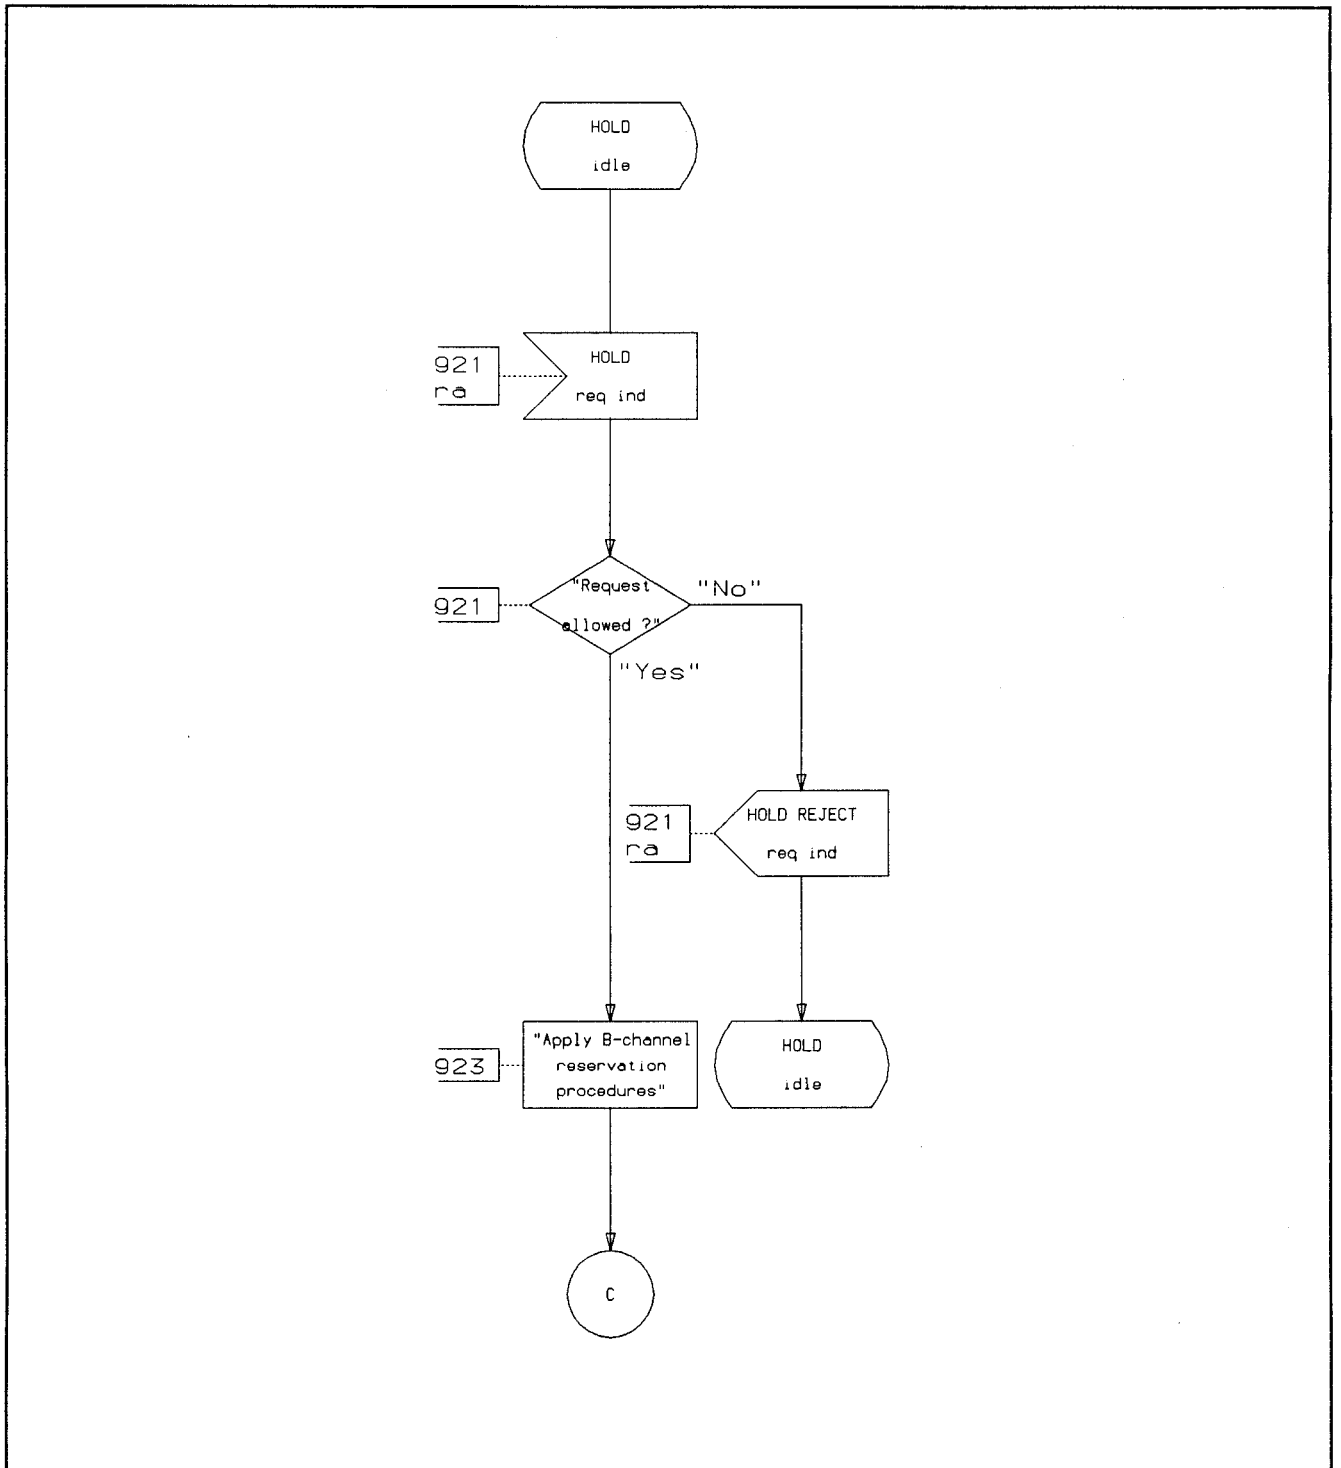 HOLD
idle
921
ra
HOLD
req ind
921
"Request
allowed ?"
"No"
"Yes"
921
ra
HOLD REJECT
req ind
923
"Apply B-channel
reservation
procedures"
HOLD
idle
C